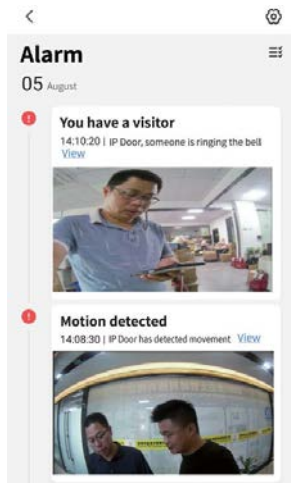 Alarm
05 August
You have a visitor
14:10:20 | IP Door, someone is ringing the bell
View
Motion detected
14:08:30 | IP Door has detected movement View